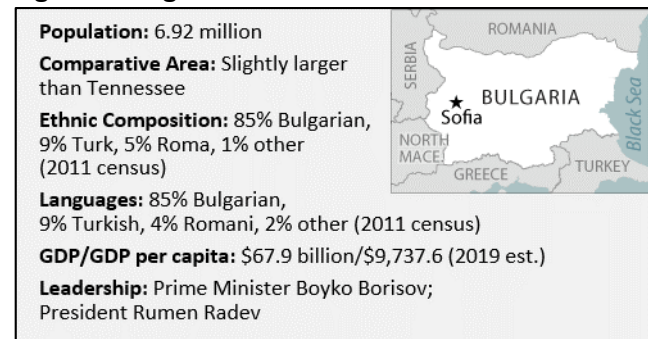 Population: 6.92 million
Comparative Area: Slightly larger
than Tennessee
Ethnic Composition: 85% Bulgarian,
9% Turk, 5% Roma, 1% other
(2011 census)
Languages: 85% Bulgarian,
9% Turkish, 4% Romani, 2% other (2011 census)
GDP/GDP per capita: $67.9 billion/$9,737.6 (2019 est.)
Leadership: Prime Minister Boyko Borisov;
President Rumen Radev
ROMANIA
SERBIA
BULGARIA
Sofia
Black Sea
NORTH
MACE
GREECE
TURKEY